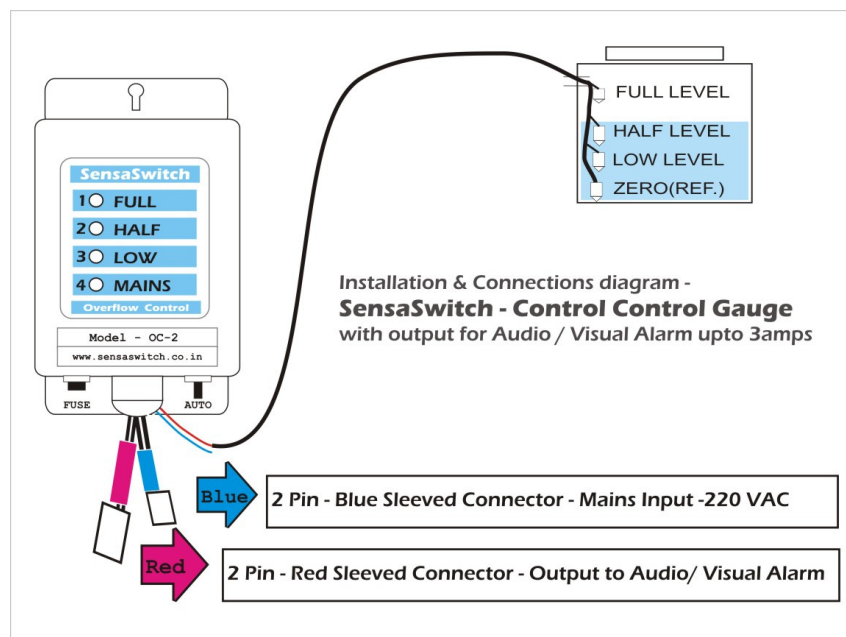 SensaSwitch
1 FULL
2 HALF
3 LOW
4 MAINS
Overflow Control
Model - OC-2
www.sensaswitch.co.in
FUSE
AUTO
FULL LEVEL
HALF LEVEL
LOW LEVEL
ZERO(REF.)
Installation & Connections diagram -
SensaSwitch - Control Control Gauge
with output for Audio / Visual Alarm upto 3amps
Blue
2 Pin - Blue Sleeved Connector - Mains Input -220 VAC
Red
2 Pin - Red Sleeved Connector - Output to Audio/ Visual Alarm